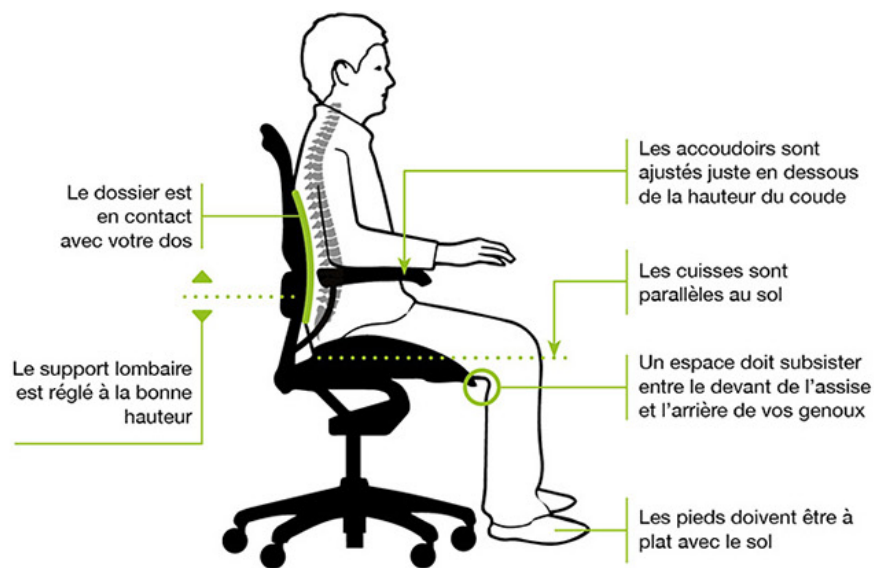 Le dossier est
en contact
avec votre dos
Le support lombaire
est réglé à la bonne
hauteur
Les accoudoirs sont
ajustés juste en dessous
de la hauteur du coude
Les cuisses sont
parallèles au sol
Un espace doit subsister
entre le devant de l'assise
et l'arrière de vos genoux
Les pieds doivent être à
plat avec le sol